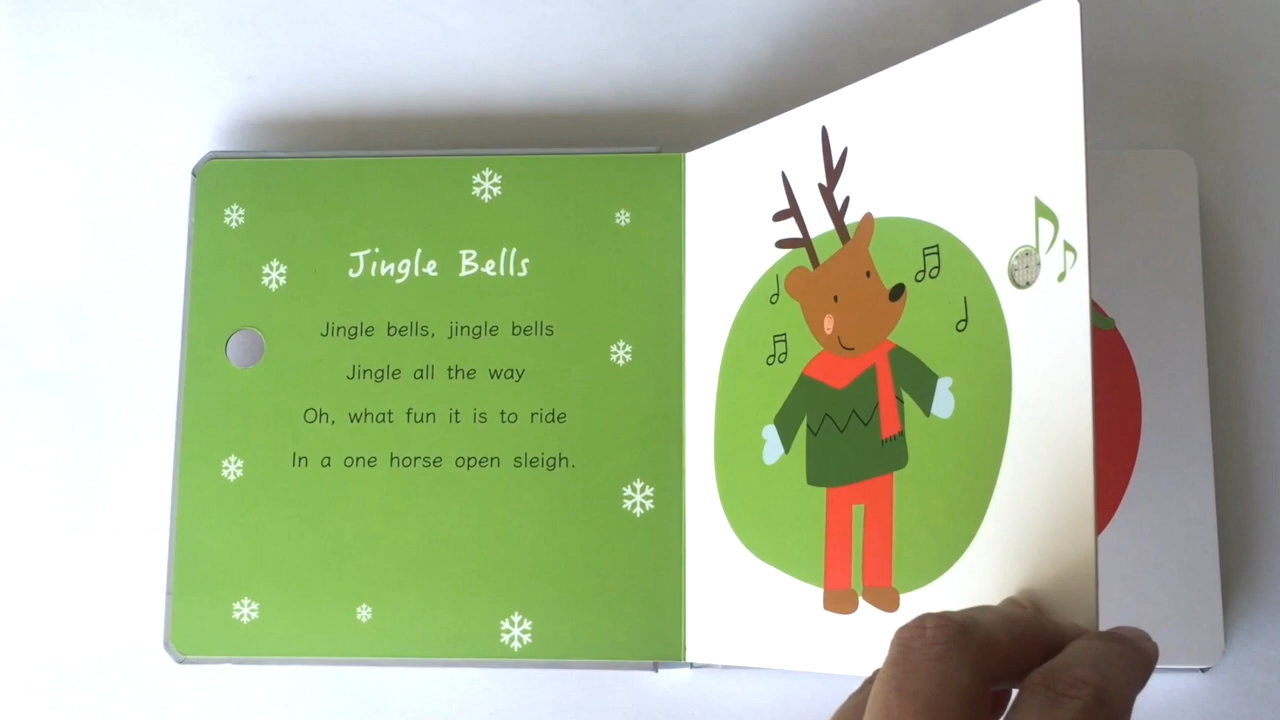 Jingle Bells
Jingle bells, jingle bells
Jingle all the way
Oh, what fun it is to ride
In a one horse open sleigh.